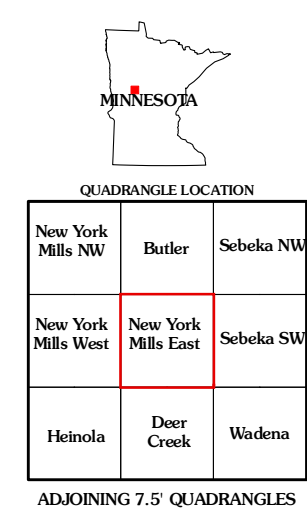 MINNESOTA
QUADRANGLE LOCATION
New York
Mills NW
Butler
Sebeka NW
New York
Mills West
New York
Mills East
Sebeka SW
Heinola
Deer
Creek
Wadena
ADJOINING 7.5' QUADRANGLES